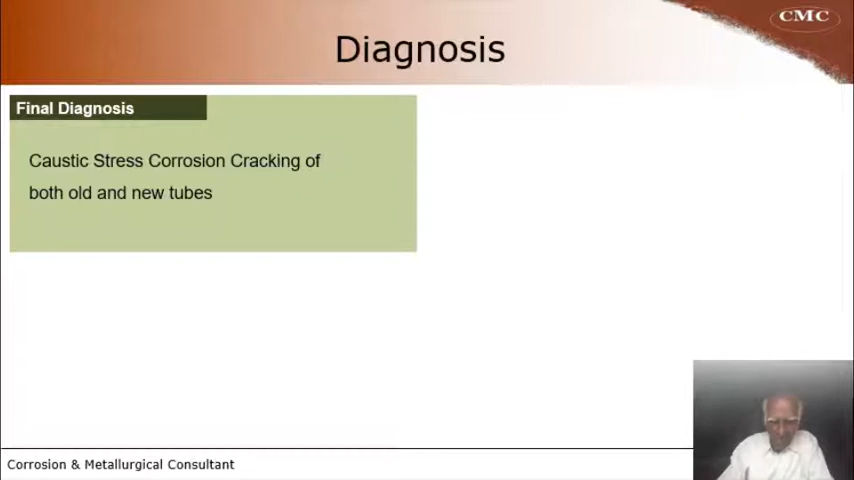 CMC
Diagnosis
Final Diagnosis
Caustic Stress Corrosion Cracking of
both old and new tubes
Corrosion & Metallurgical Consultant